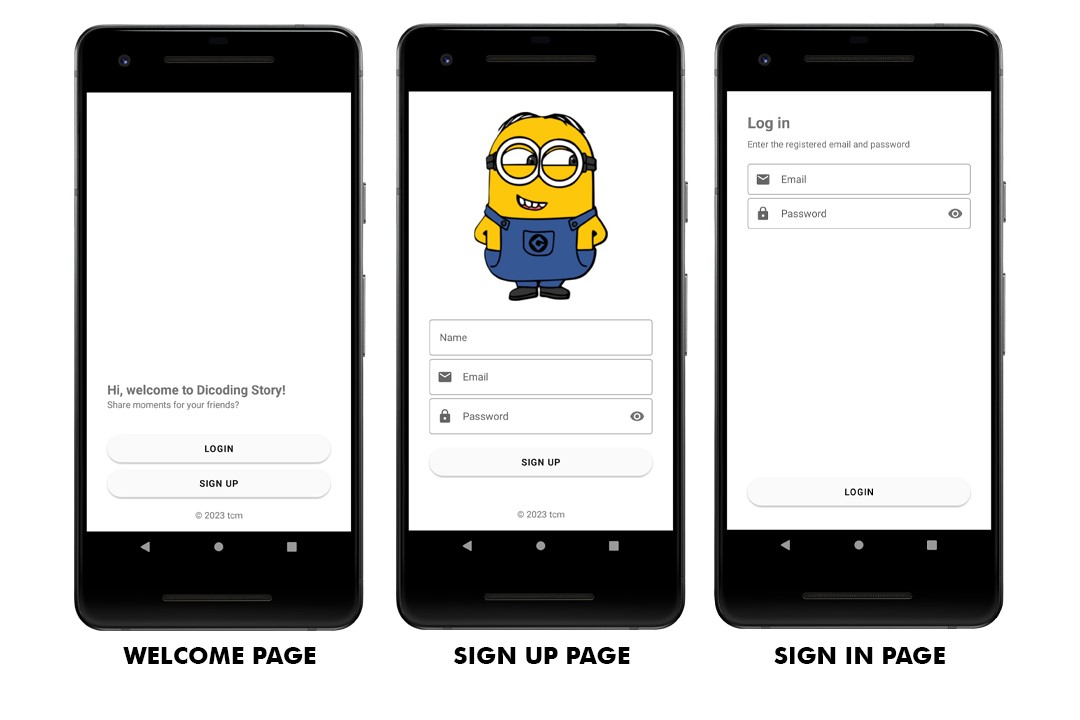 Hi, welcome to Dicoding Story!
Share moments for your friends?
LOGIN
SIGN UP
© 2023 tcm
WELCOME PAGE
Name
Email
Password
SIGN UP
© 2023 tcm
SIGN UP PAGE
Log in
Enter the registered email and password
Email
Password
LOGIN
SIGN IN PAGE